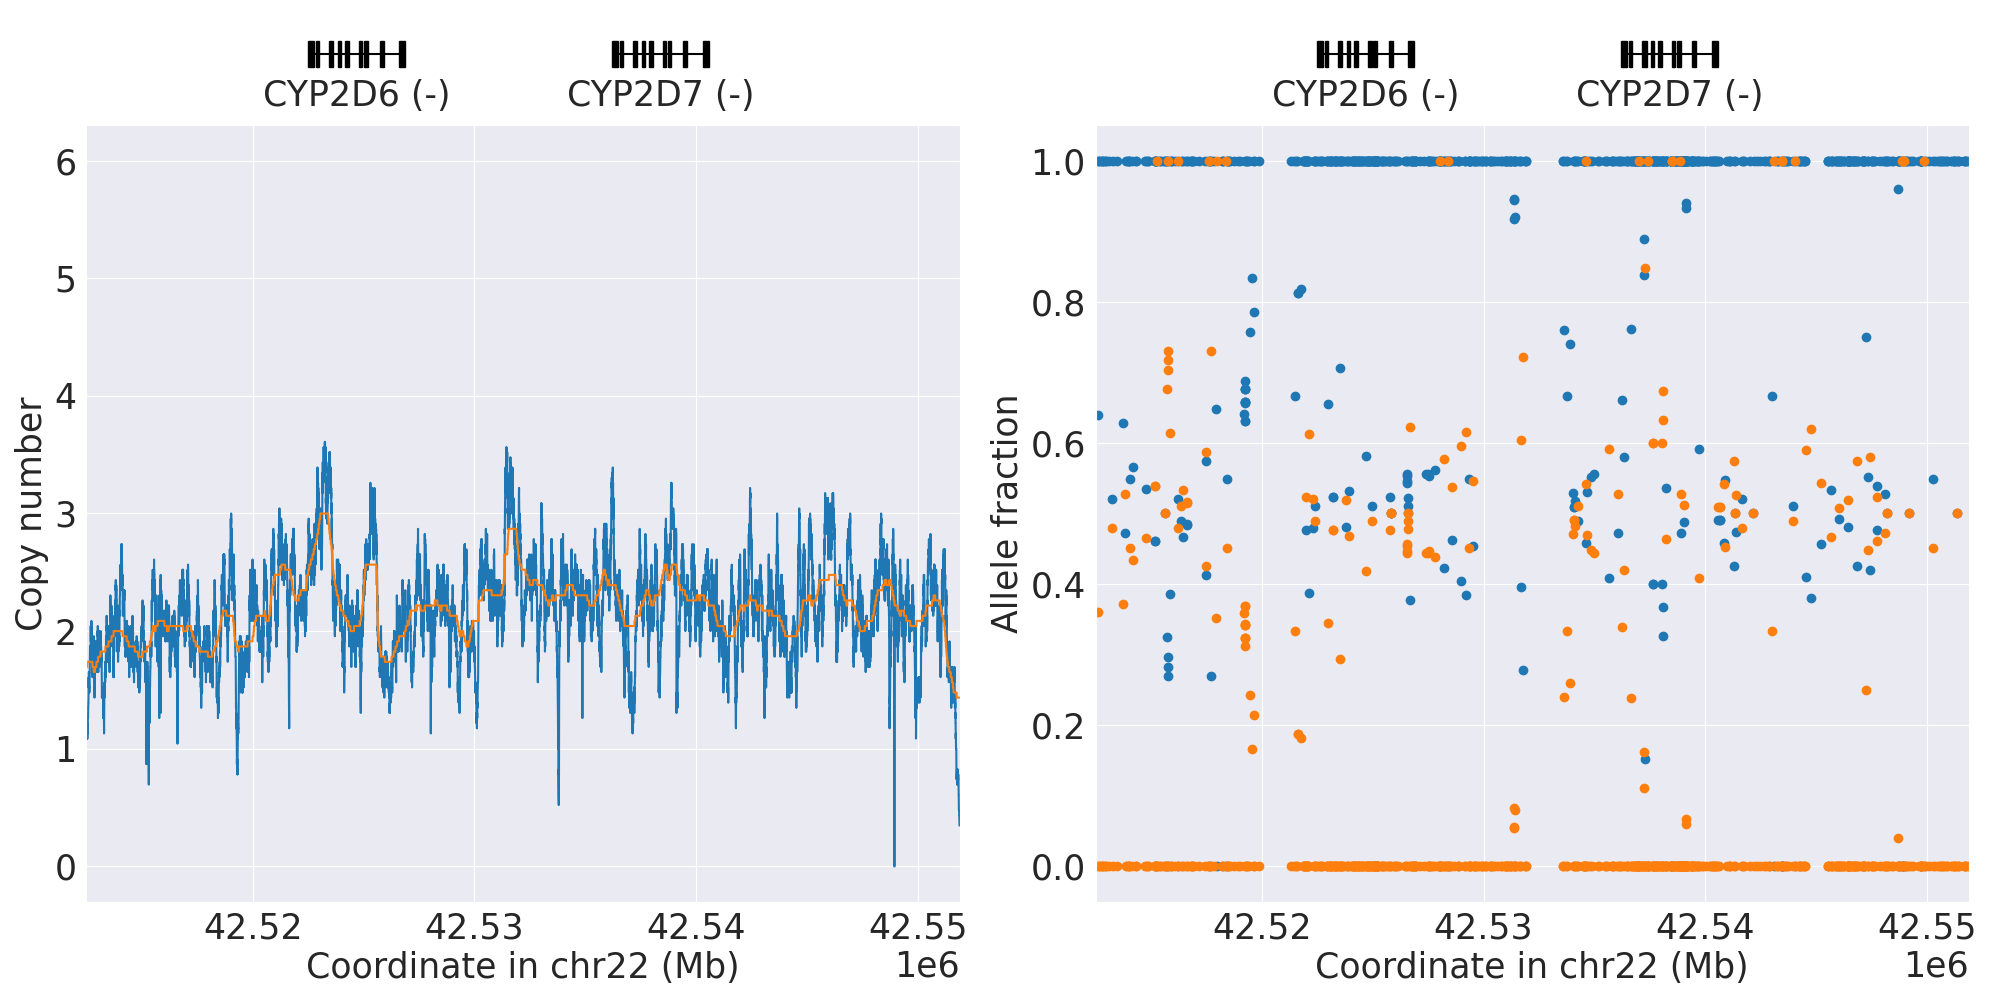 CYP2D6 (-) CYP2D7 (-)
6
5
4
3
2
1
0
Copy number
42.52 42.53 42.54 42.55
Coordinate in chr22 (Mb)
1e6
CYP2D6 (-) CYP2D7 (-)
1.0
0.8
0.6
0.4
0.2
0.0
Allele fraction
42.52 42.53 42.54 42.55
Coordinate in chr22 (Mb)
1e6